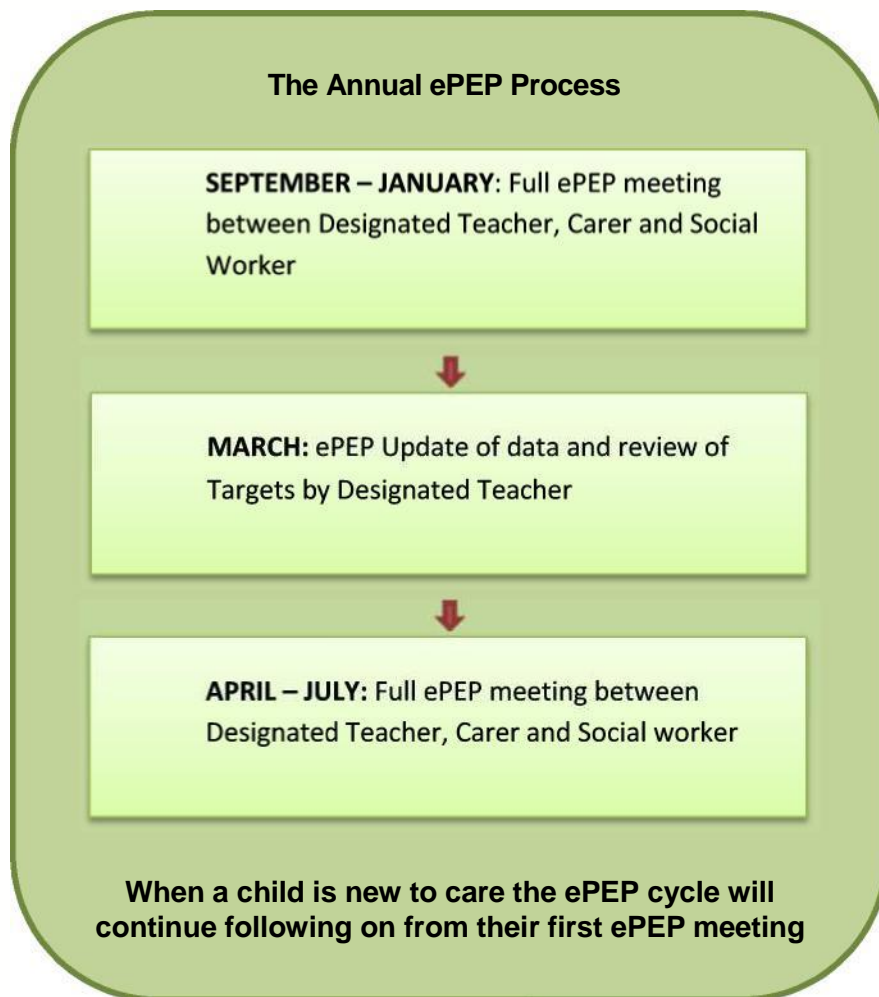 The Annual ePEP Process
SEPTEMBER – JANUARY: Full ePEP meeting
between Designated Teacher, Carer and Social
Worker
MARCH: ePEP Update of data and review of
Targets by Designated Teacher
APRIL – JULY: Full ePEP meeting between
Designated Teacher, Carer and Social worker
When a child is new to care the ePEP cycle will
continue following on from their first ePEP meeting